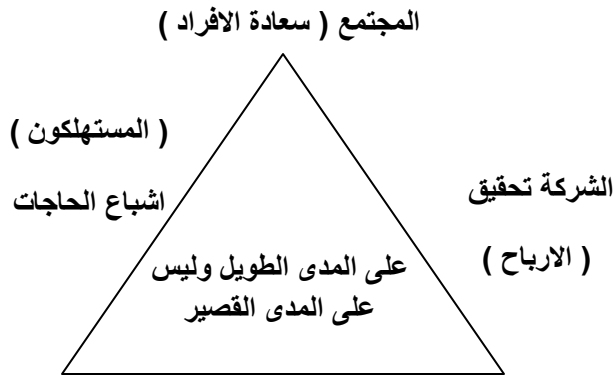 المجتمع ( سعادة الافراد )
( المستهلكون )
اشباع الحاجات
الشركة تحقيق
( الارباح )
على المدى الطويل وليس
على المدى القصير